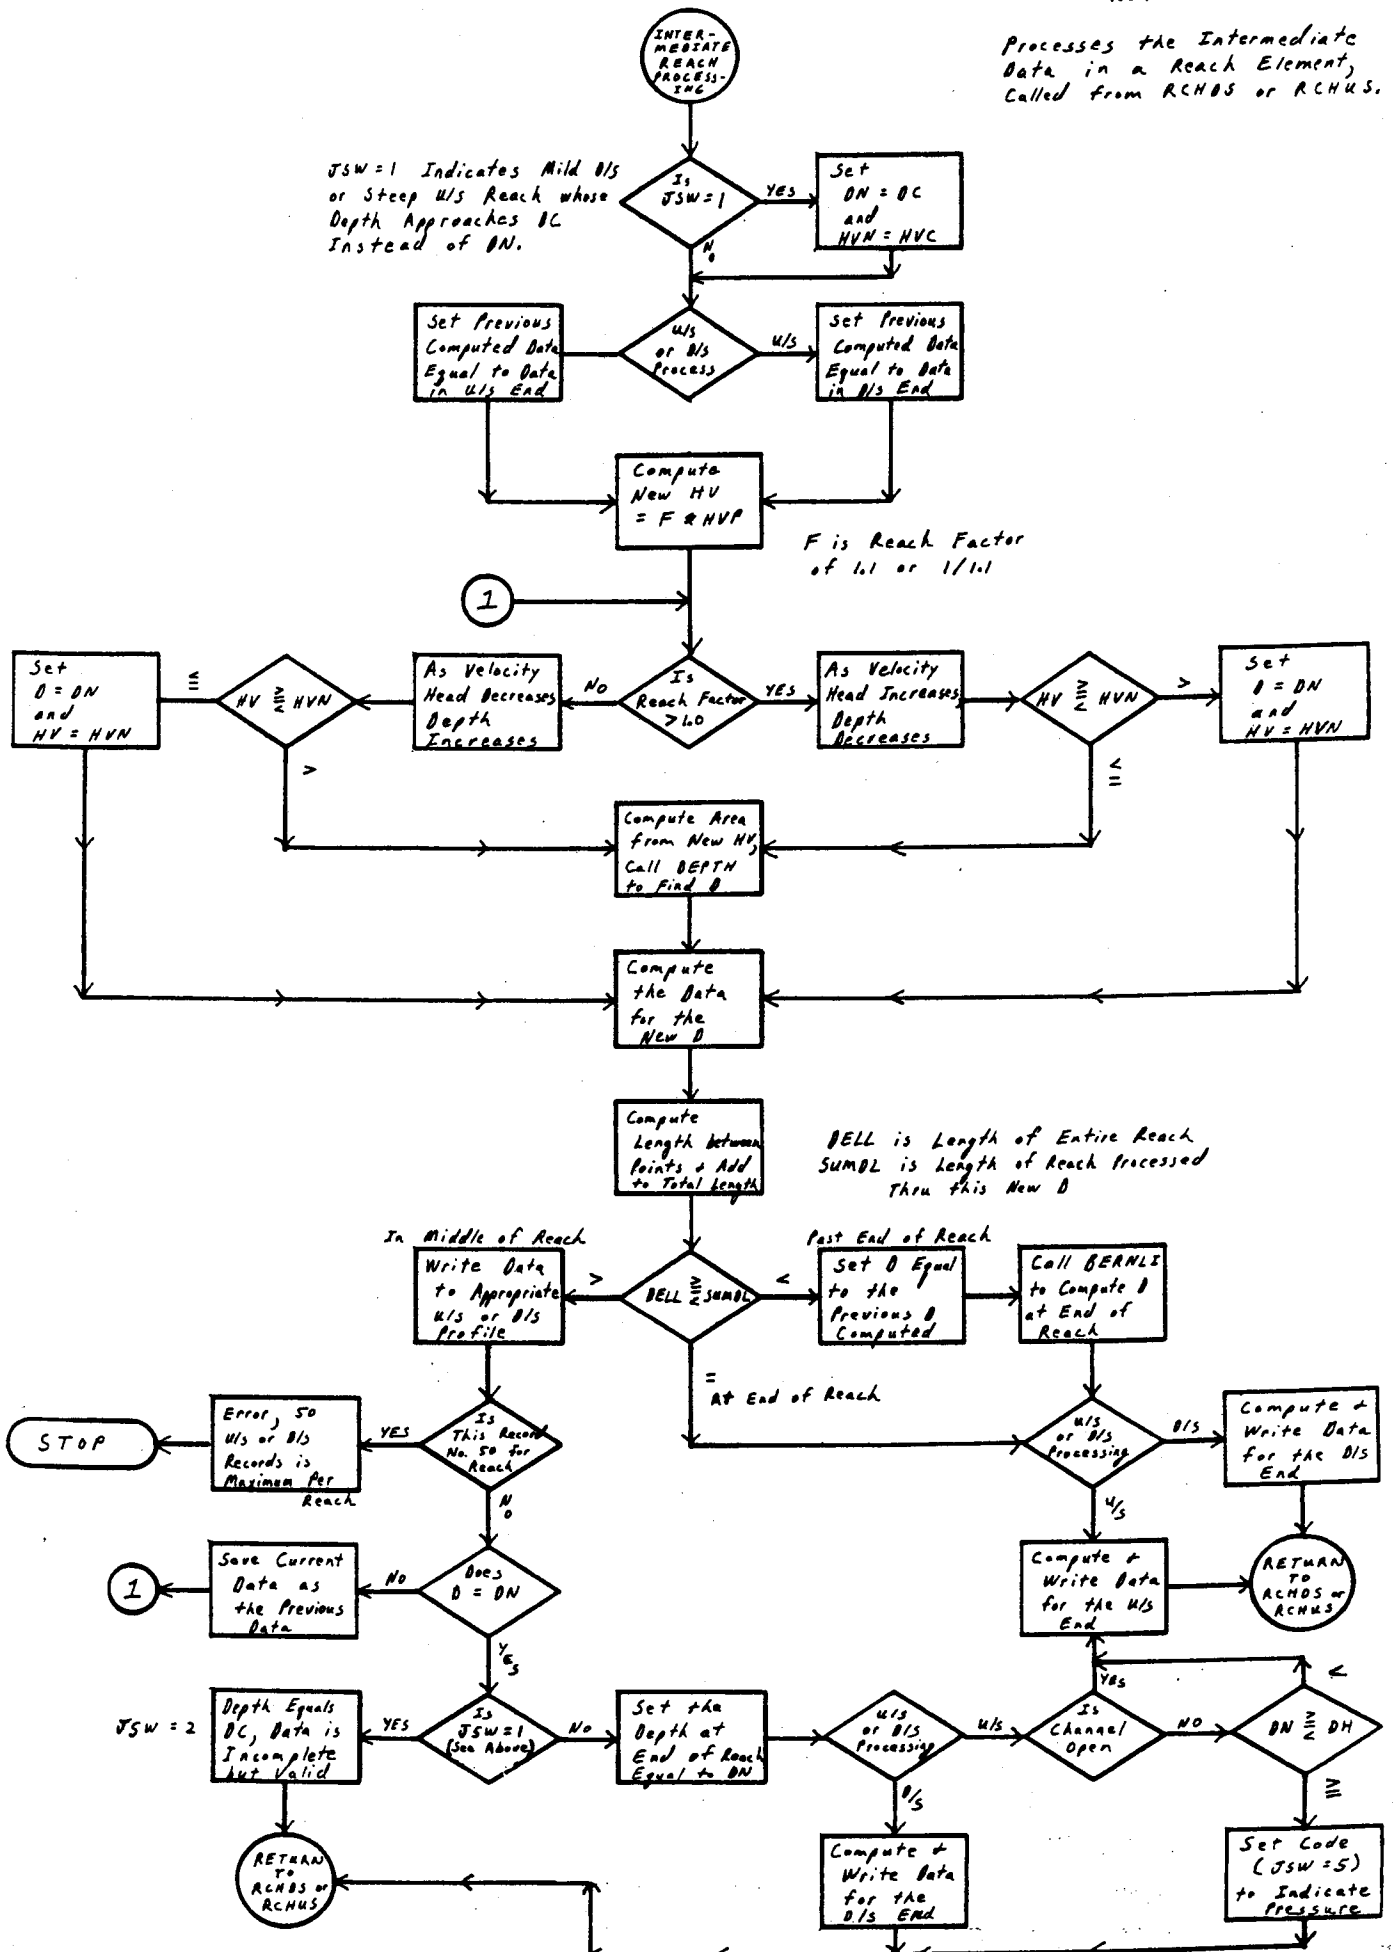 Processes the Intermediate
Data in a Reach Element,
Called from RCHDS or RCHUS.
INTER-
MEDIATE
REACH
PROCESS-
ING
JSW=1 Indicates Mild D/S
or Steep U/S Reach whose
Depth Approaches DC
Instead of DN.
Is
JSW=1
YES
NO
Set
DN = DC
and
HVN = HVC
Set Previous
Computed Data
Equal to Data
in U/S End
U/S
or D/S
Process
U/S
Set Previous
Computed Data
Equal to Data
in D/S End
Compute
New HV
= F * HVP
F is Reach Factor
of 1.1 or 1/1.1
1
Set
D = DN
and
HV = HVN
≤
HV ⋛ HVN
>
As Velocity
Head Decreases
Depth
Increases
NO
Is
Reach Factor
>1.0
YES
As Velocity
Head Increases,
Depth
Decreases
HV ⋛ HVN
>
<
=
Set
D = DN
and
HV = HVN
Compute Area
from New HV,
Call DEPTH
to Find D
Compute
the Data
for the
New D
Compute
Length between
Points + Add
to Total Length
DELL is Length of Entire Reach
SUMDL is Length of Reach Processed
Thru this New D
In Middle of Reach
Write Data
to Appropriate
U/S or D/S
Profile
>
DELL ⋛ SUMDL
<
=
At End of Reach
Past End of Reach
Set D Equal
to the
Previous D
Computed
Call BERNLI
to Compute D
at End of
Reach
STOP
Error, 50
U/S or D/S
Records is
Maximum Per
Reach
YES
Is
This Record
No. 50 for
Reach
NO
U/S
or D/S
Processing
D/S
U/S
Compute +
Write Data
for the D/S
End
1
Save Current
Data as
the Previous
Data
NO
Does
D = DN
YES
Compute +
Write Data
for the U/S
End
RETURN
TO
RCHDS or
RCHUS
JSW = 2
Depth Equals
DC, Data is
Incomplete
but Valid
YES
Is
JSW=1
(See Above)
NO
Set the
Depth at
End of Reach
Equal to DN
U/S
or D/S
Processing
U/S
D/S
Is
Channel
Open
YES
NO
DN ⋛ DH
<
≥
RETURN
TO
RCHDS or
RCHUS
Compute +
Write Data
for the
D/S End
Set Code
(JSW=5)
to Indicate
Pressure